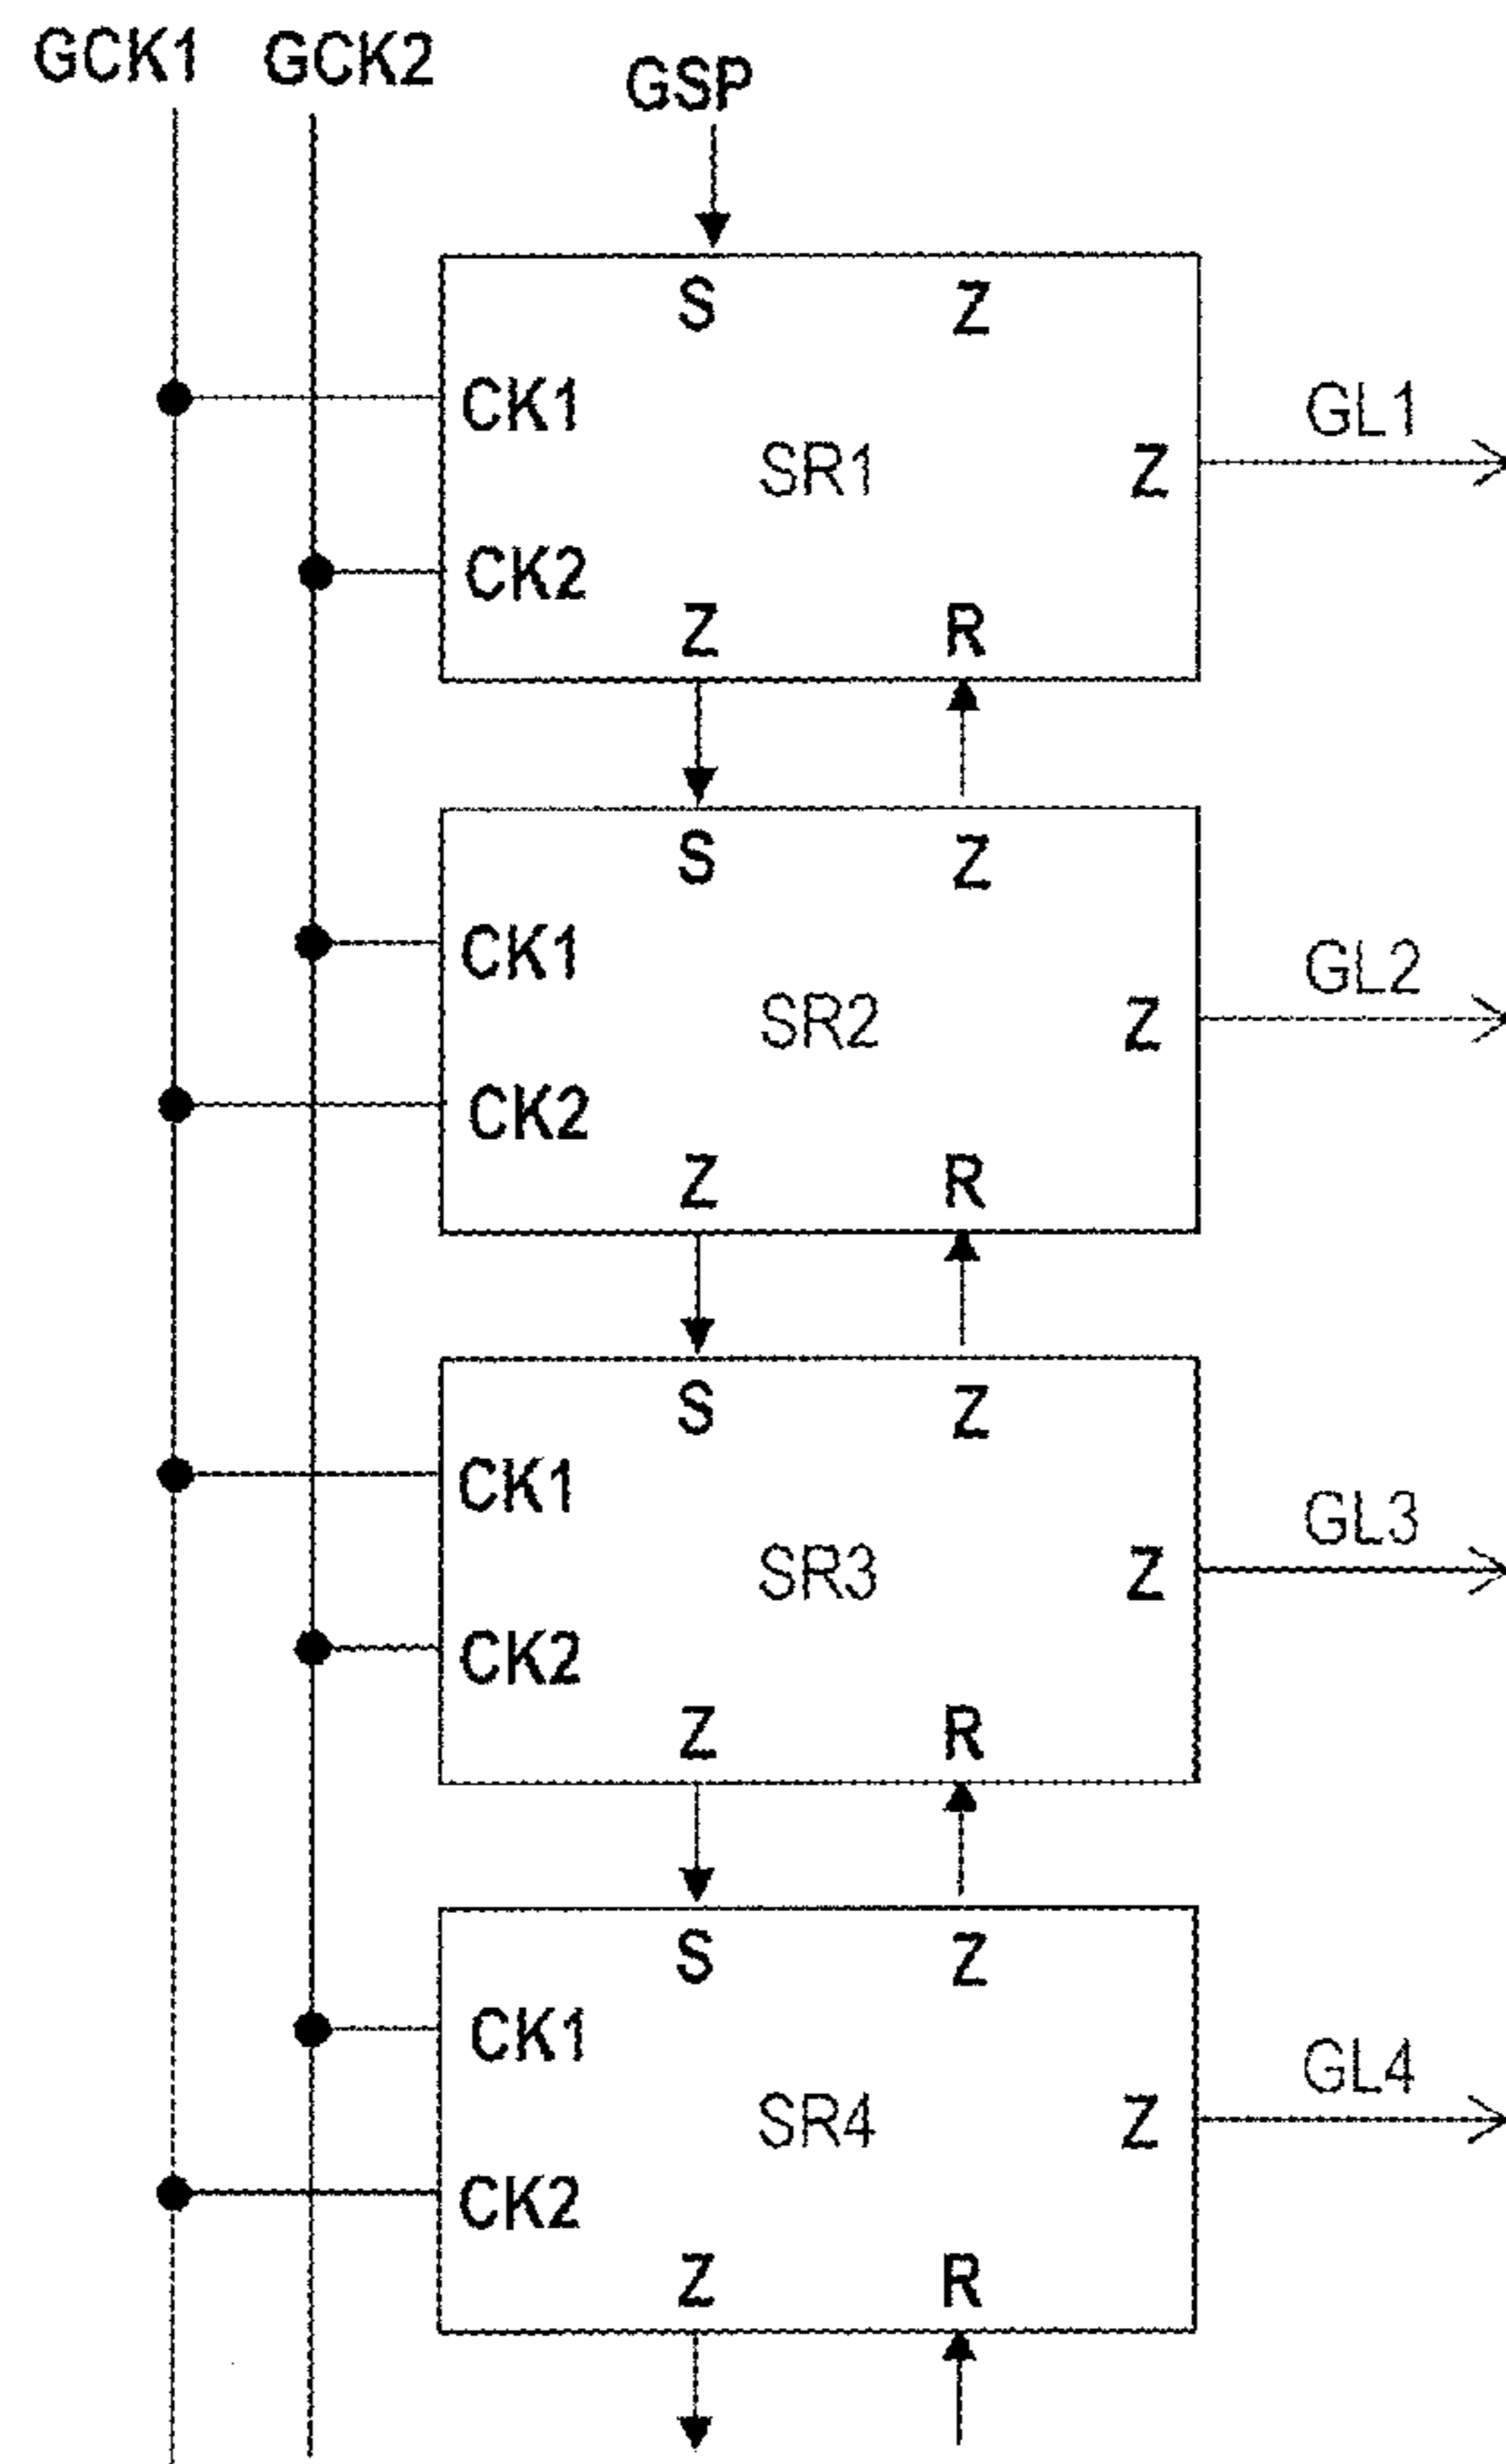 GCK1 GCK2 GSP
S Z
CK1
SR1 Z GL1
CK2
Z R
S Z
CK1
SR2 Z GL2
CK2
Z R
S Z
CK1
SR3 Z GL3
CK2
Z R
S Z
CK1
SR4 Z GL4
CK2
Z R